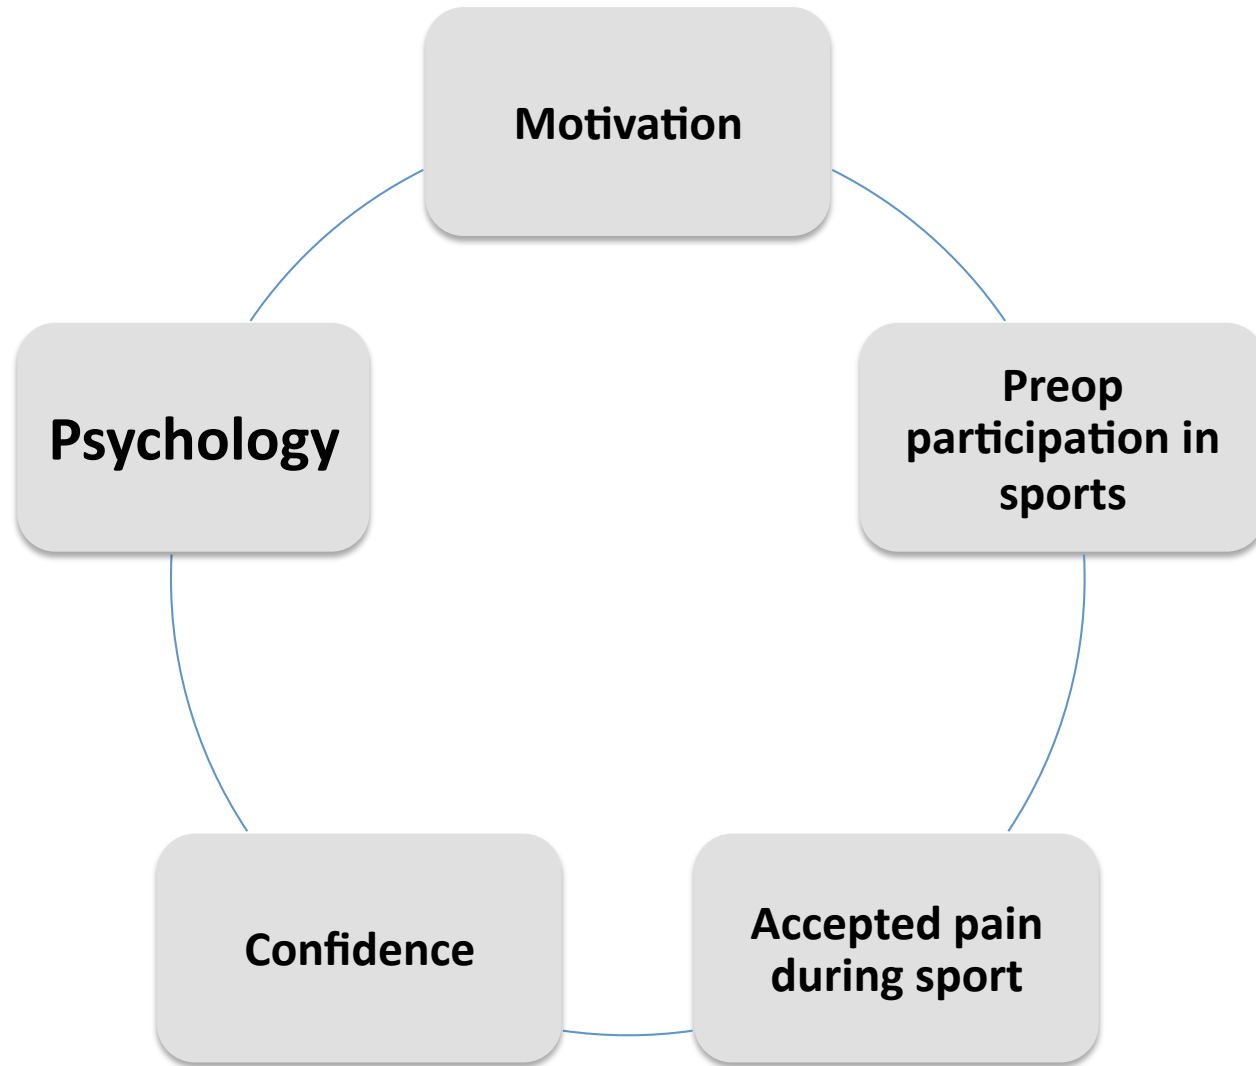 Motivation
Preop
participation in
sports
Accepted pain
during sport
Confidence
Psychology